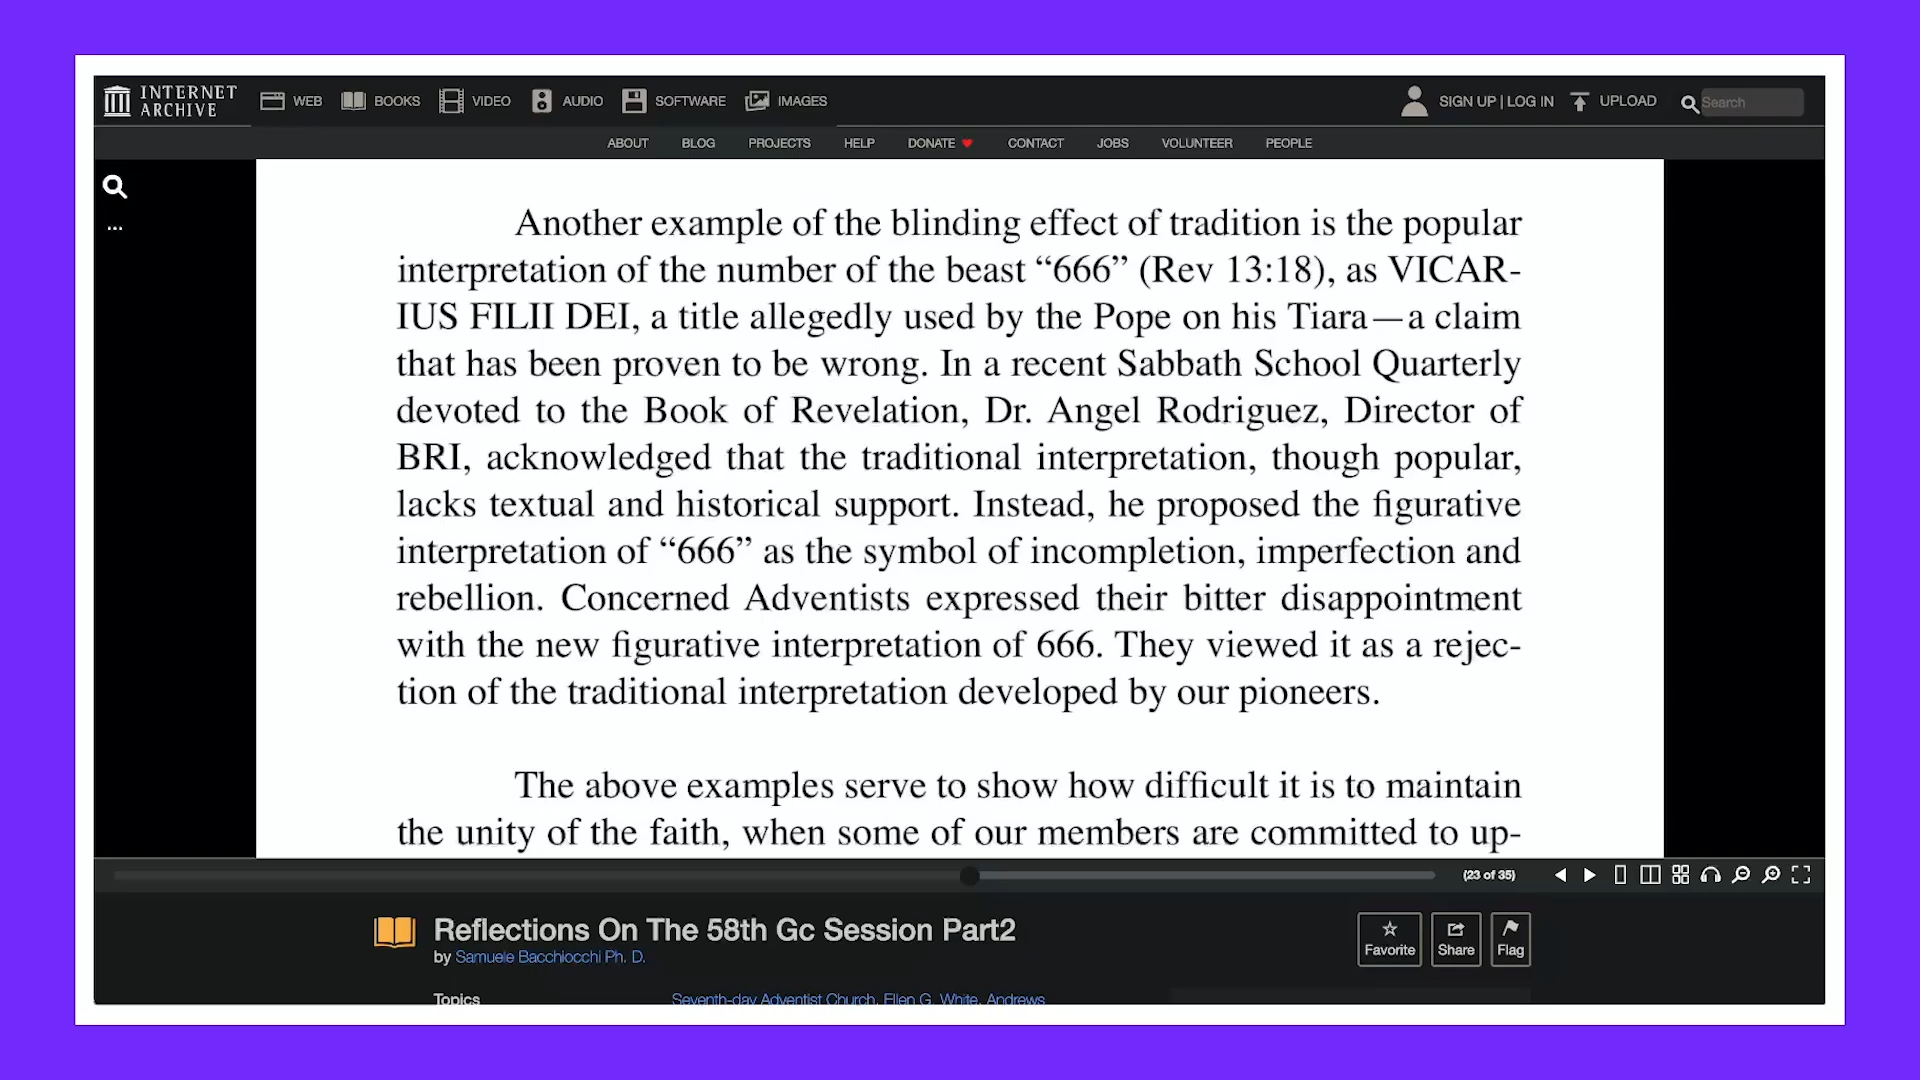 INTERNET
ARCHIVE
WEB BOOKS VIDEO AUDIO SOFTWARE IMAGES
SIGN UP | LOG IN UPLOAD Search
ABOUT BLOG PROJECTS HELP DONATE CONTACT JOBS VOLUNTEER PEOPLE
...
Another example of the blinding effect of tradition is the popular
interpretation of the number of the beast “666” (Rev 13:18), as VICAR-
IUS FILII DEI, a title allegedly used by the Pope on his Tiara—a claim
that has been proven to be wrong. In a recent Sabbath School Quarterly
devoted to the Book of Revelation, Dr. Angel Rodriguez, Director of
BRI, acknowledged that the traditional interpretation, though popular,
lacks textual and historical support. Instead, he proposed the figurative
interpretation of “666” as the symbol of incompletion, imperfection and
rebellion. Concerned Adventists expressed their bitter disappointment
with the new figurative interpretation of 666. They viewed it as a rejec-
tion of the traditional interpretation developed by our pioneers.
The above examples serve to show how difficult it is to maintain
the unity of the faith, when some of our members are committed to up-
(23 of 35)
Reflections On The 58th Gc Session Part2
by Samuele Bacchiocchi Ph. D.
Favorite Share Flag
Topics Seventh-day Adventist Church, Ellen G. White, Andrews